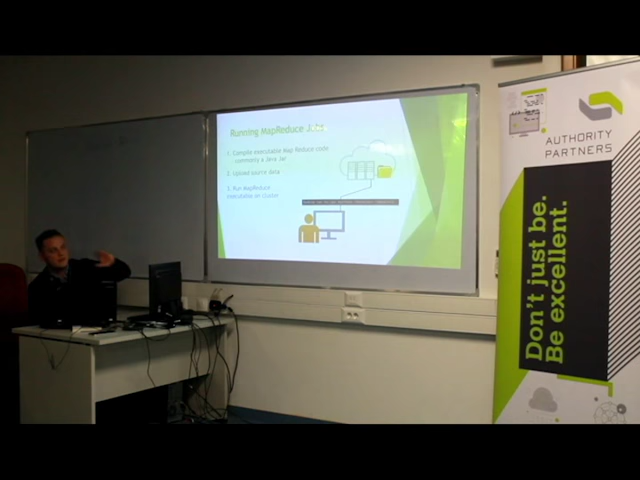 Running MapReduce Jobs
1. Compile executable Map Reduce code
commonly a Java Jar
2. Upload source data
3. Run MapReduce
executable on cluster
AUTHORITY
PARTNERS
Don't just be.
Be excellent.